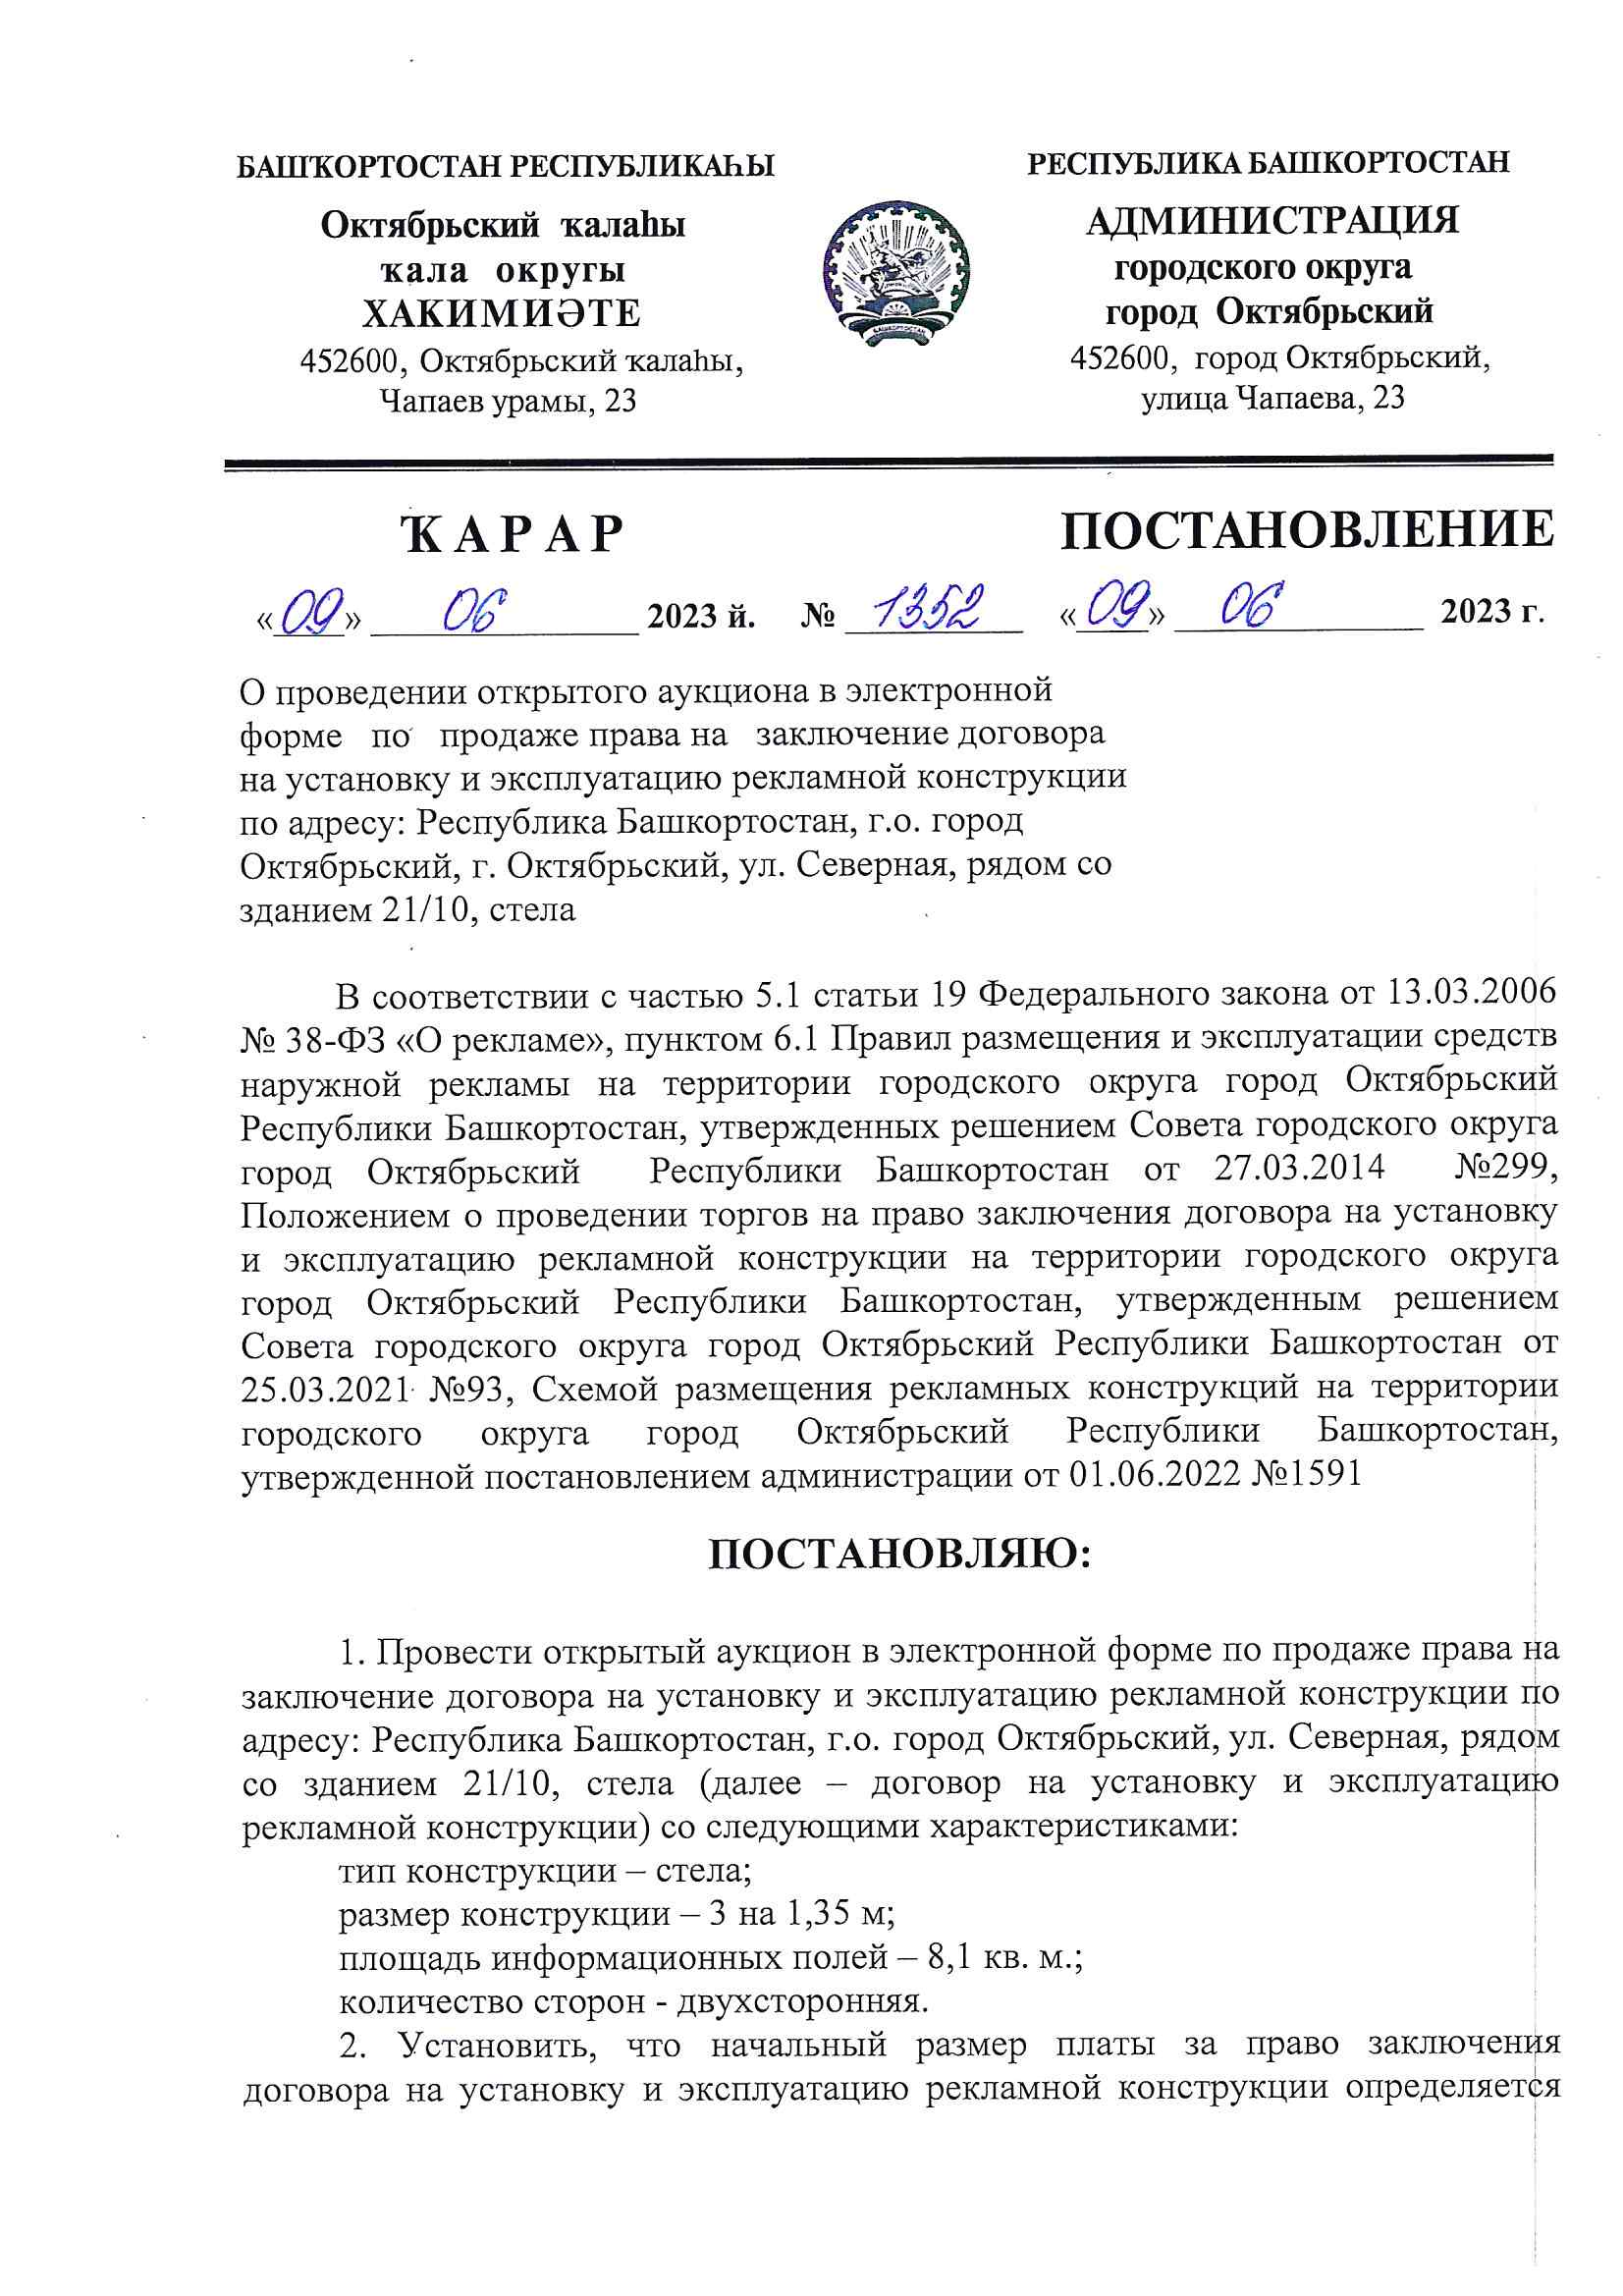 БАШҠОРТОСТАН РЕСПУБЛИКАҺЫ
Октябрьский ҡалаһы
ҡала округы
ХАКИМИӘТЕ
452600, Октябрьский ҡалаһы,
Чапаев урамы, 23
БАШКОРТОСТАН
РЕСПУБЛИКА БАШКОРТОСТАН
АДМИНИСТРАЦИЯ
городского округа
город Октябрьский
452600, город Октябрьский,
улица Чапаева, 23
ҠАРАР ПОСТАНОВЛЕНИЕ
«09» 06 2023 й. № 1352 «09» 06 2023 г.
О проведении открытого аукциона в электронной
форме по продаже права на заключение договора
на установку и эксплуатацию рекламной конструкции
по адресу: Республика Башкортостан, г.о. город
Октябрьский, г. Октябрьский, ул. Северная, рядом со
зданием 21/10, стела
В соответствии с частью 5.1 статьи 19 Федерального закона от 13.03.2006
№ 38-ФЗ «О рекламе», пунктом 6.1 Правил размещения и эксплуатации средств
наружной рекламы на территории городского округа город Октябрьский
Республики Башкортостан, утвержденных решением Совета городского округа
город Октябрьский Республики Башкортостан от 27.03.2014 №299,
Положением о проведении торгов на право заключения договора на установку
и эксплуатацию рекламной конструкции на территории городского округа
город Октябрьский Республики Башкортостан, утвержденным решением
Совета городского округа город Октябрьский Республики Башкортостан от
25.03.2021 №93, Схемой размещения рекламных конструкций на территории
городского округа город Октябрьский Республики Башкортостан,
утвержденной постановлением администрации от 01.06.2022 №1591
ПОСТАНОВЛЯЮ:
1. Провести открытый аукцион в электронной форме по продаже права на
заключение договора на установку и эксплуатацию рекламной конструкции по
адресу: Республика Башкортостан, г.о. город Октябрьский, ул. Северная, рядом
со зданием 21/10, стела (далее – договор на установку и эксплуатацию
рекламной конструкции) со следующими характеристиками:
тип конструкции – стела;
размер конструкции – 3 на 1,35 м;
площадь информационных полей – 8,1 кв. м.;
количество сторон - двухсторонняя.
2. Установить, что начальный размер платы за право заключения
договора на установку и эксплуатацию рекламной конструкции определяется